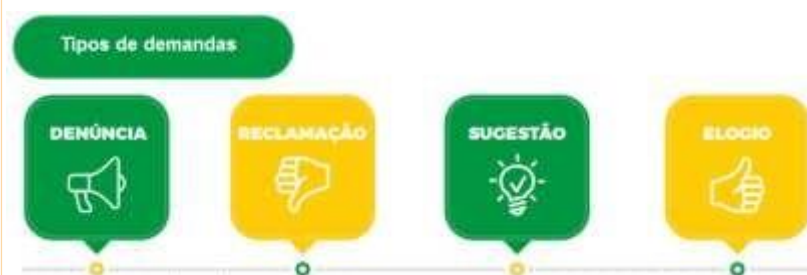 Tipos de demandas
DENÚNCIA
RECLAMAÇÃO
SUGESTÃO
ELOGIO